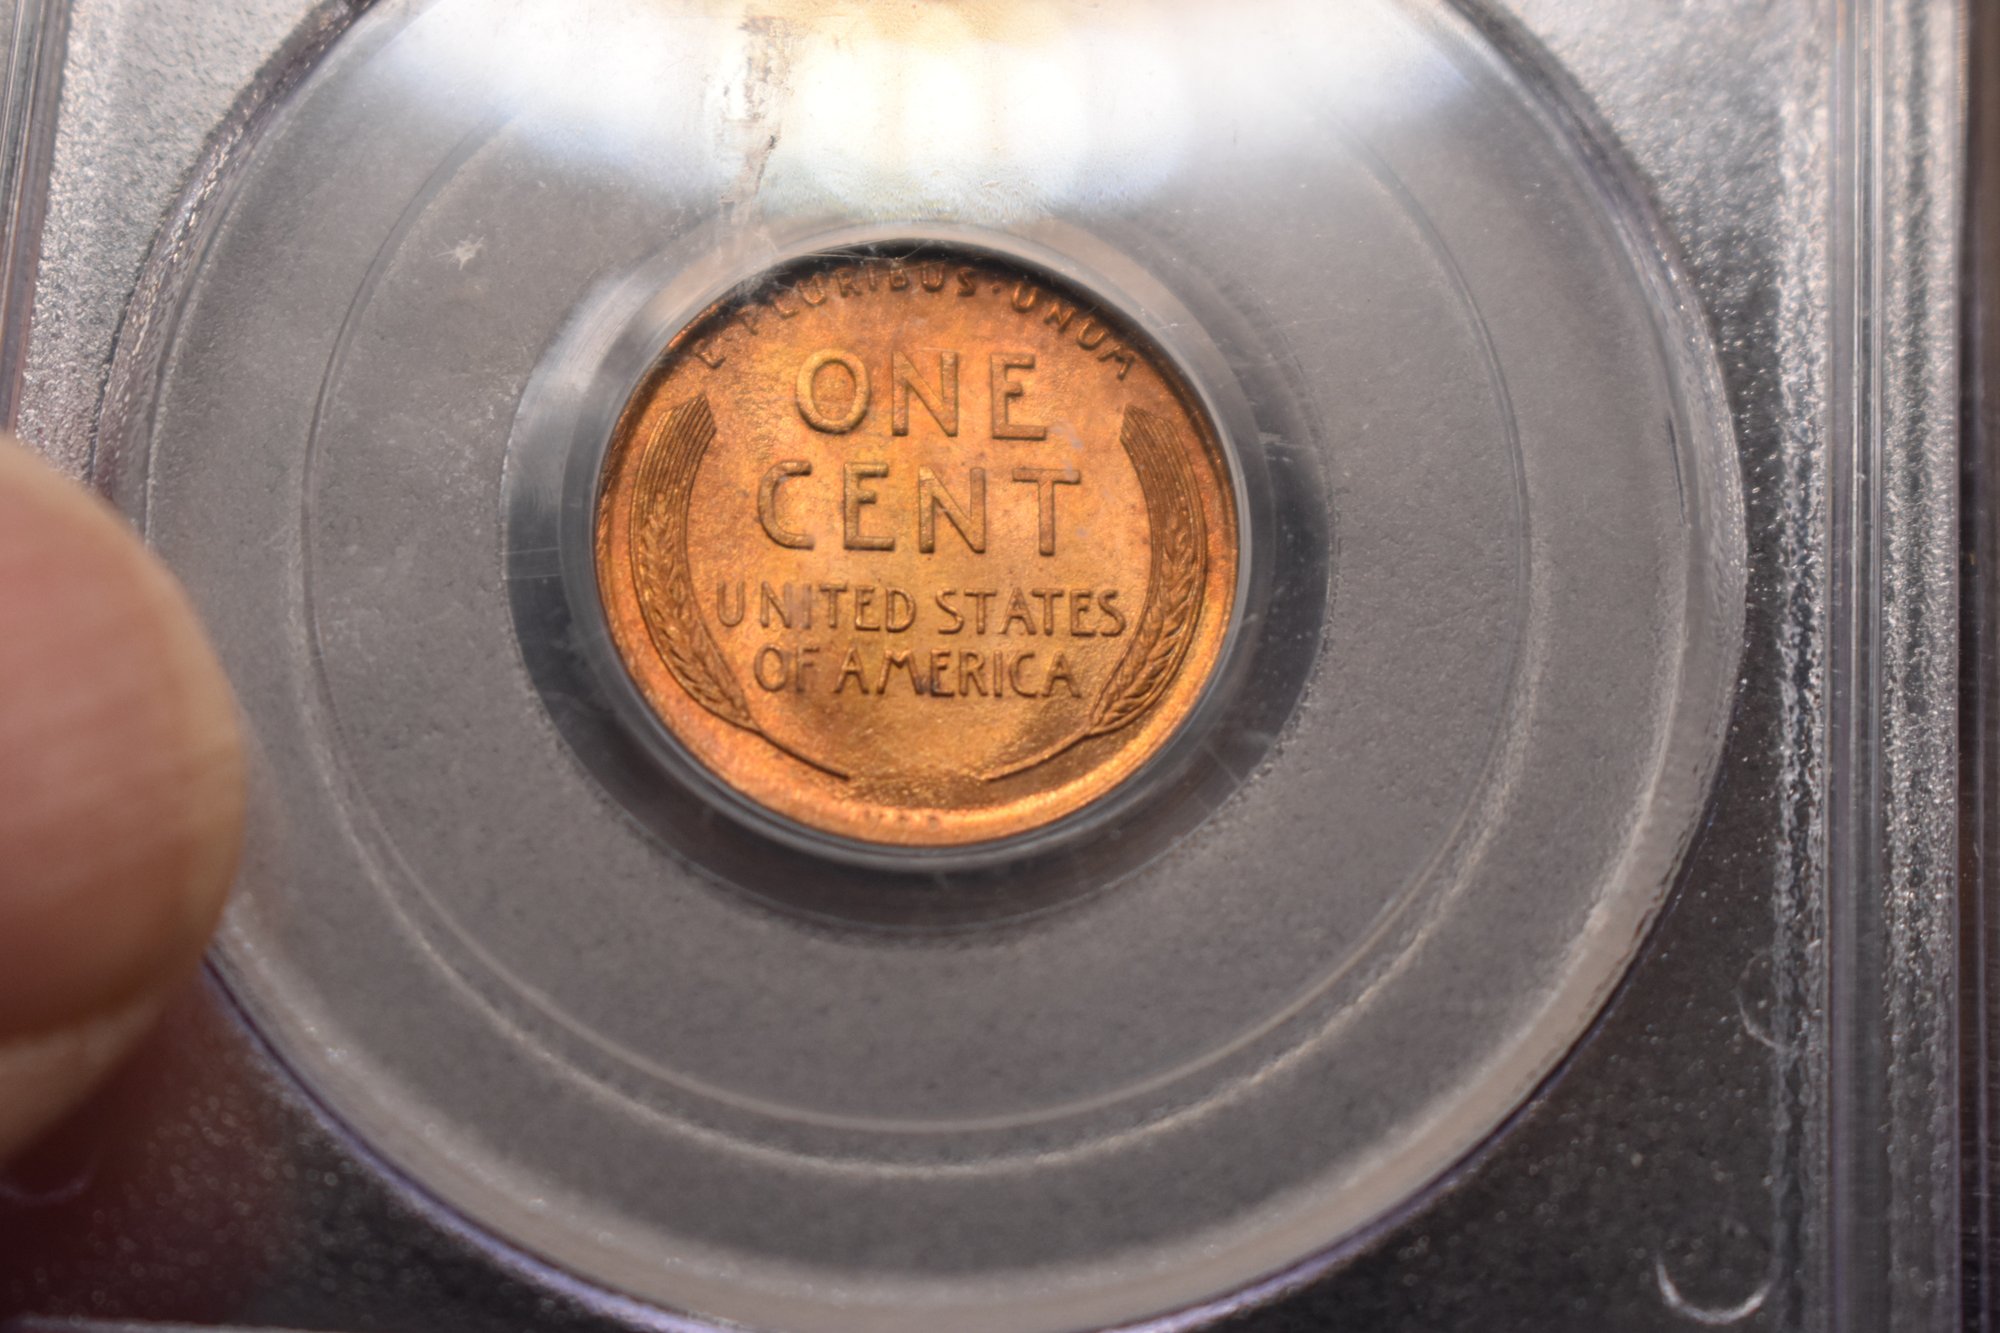 E·PLURIBUS·UNUM
ONE
CENT
UNITED STATES
OF AMERICA